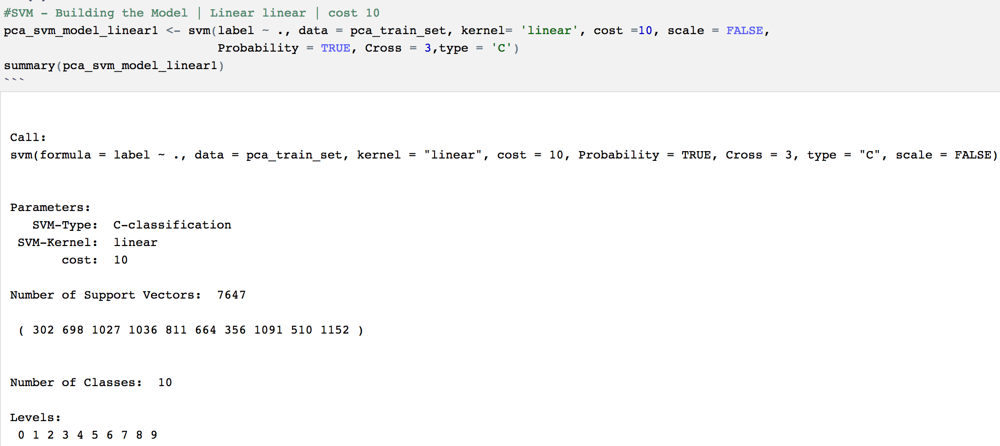 #SVM - Building the Model | Linear linear | cost 10
pca_svm_model_linear1 <- svm(label ~ ., data = pca_train_set, kernel= 'linear', cost =10, scale = FALSE,
Probability = TRUE, Cross = 3,type = 'C')
summary(pca_svm_model_linear1)
```
Call:
svm(formula = label ~ ., data = pca_train_set, kernel = "linear", cost = 10, Probability = TRUE, Cross = 3, type = "C", scale = FALSE)
Parameters:
SVM-Type: C-classification
SVM-Kernel: linear
cost: 10
Number of Support Vectors: 7647
( 302 698 1027 1036 811 664 356 1091 510 1152 )
Number of Classes: 10
Levels:
0 1 2 3 4 5 6 7 8 9